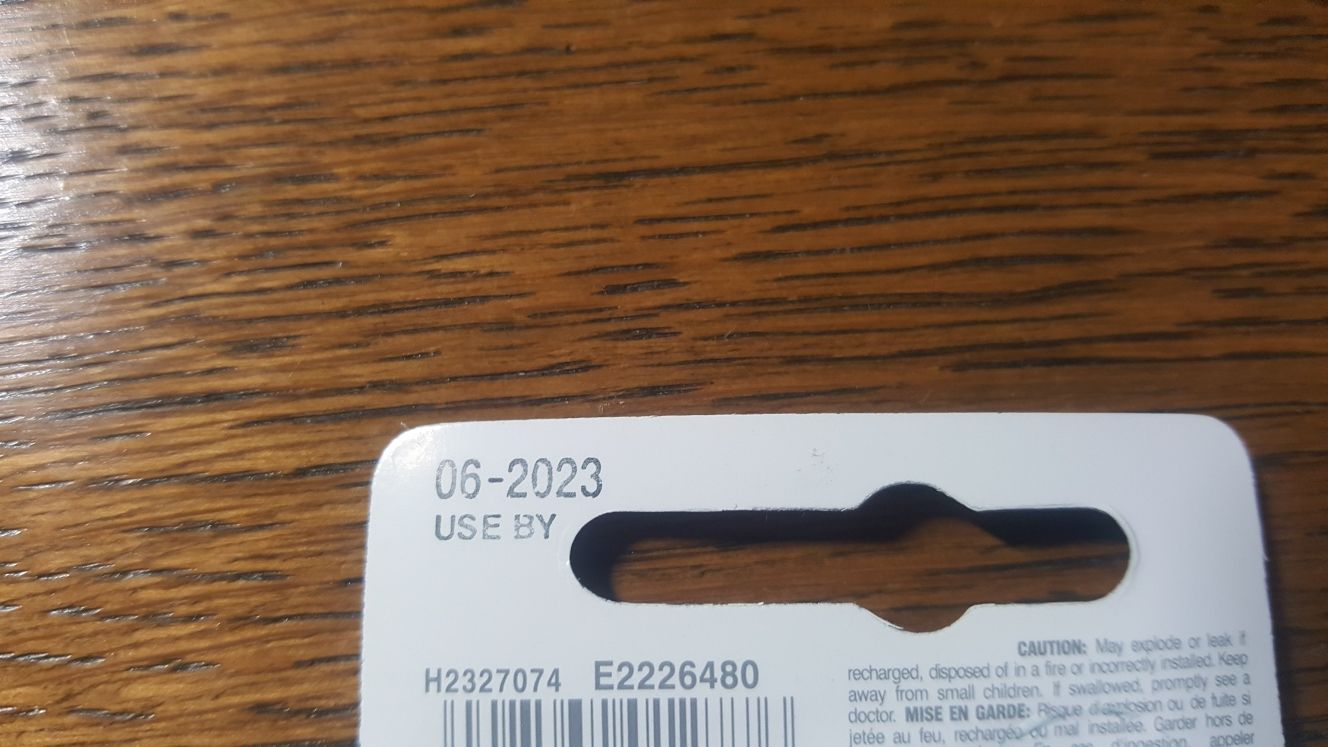 06-2023
USE BY
H2327074 E2226480
CAUTION: May explode or leak if
recharged, disposed of in a fire or incorrectly installed. Keep
away from small children. If swallowed, promptly see a
doctor. MISE EN GARDE: Risque d'explosion ou de fuite si
jetée au feu, rechargée ou mal installée. Garder hors de
d'ingestion, appeler